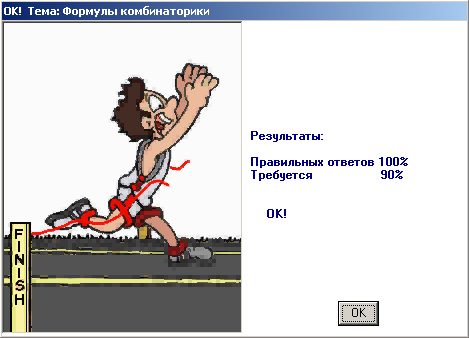 OK! Тема: Формулы комбинаторики
Результаты:
Правильных ответов 100%
Требуется 90%
OK!
FINISH
OK